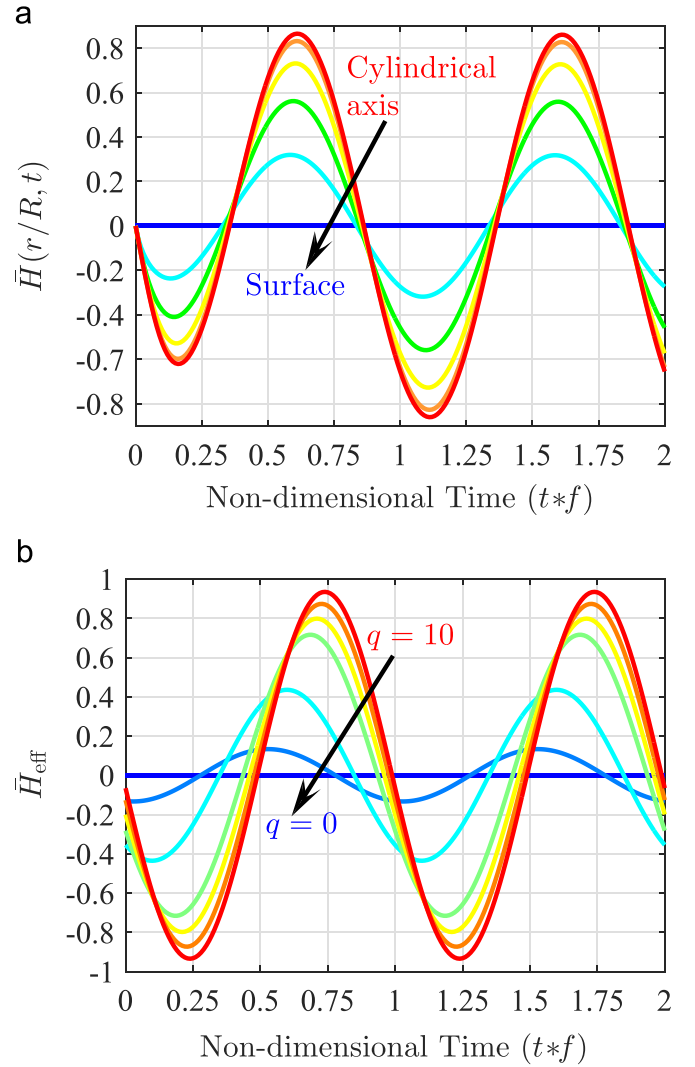 a
0.8
0.6
0.4
0.2
0
-0.2
-0.4
-0.7
-0.8
H̄(r/R, t)
Cylindrical
axis
Surface
0 0.25 0.5 0.75 1 1.25 1.5 1.75 2
Non-dimensional Time (t*f)
b
1
0.8
0.6
0.4
0.2
0
-0.2
-0.4
-0.6
-0.8
-1
H̄eff
q = 10
q = 0
0 0.25 0.5 0.75 1 1.25 1.5 1.75 2
Non-dimensional Time (t*f)